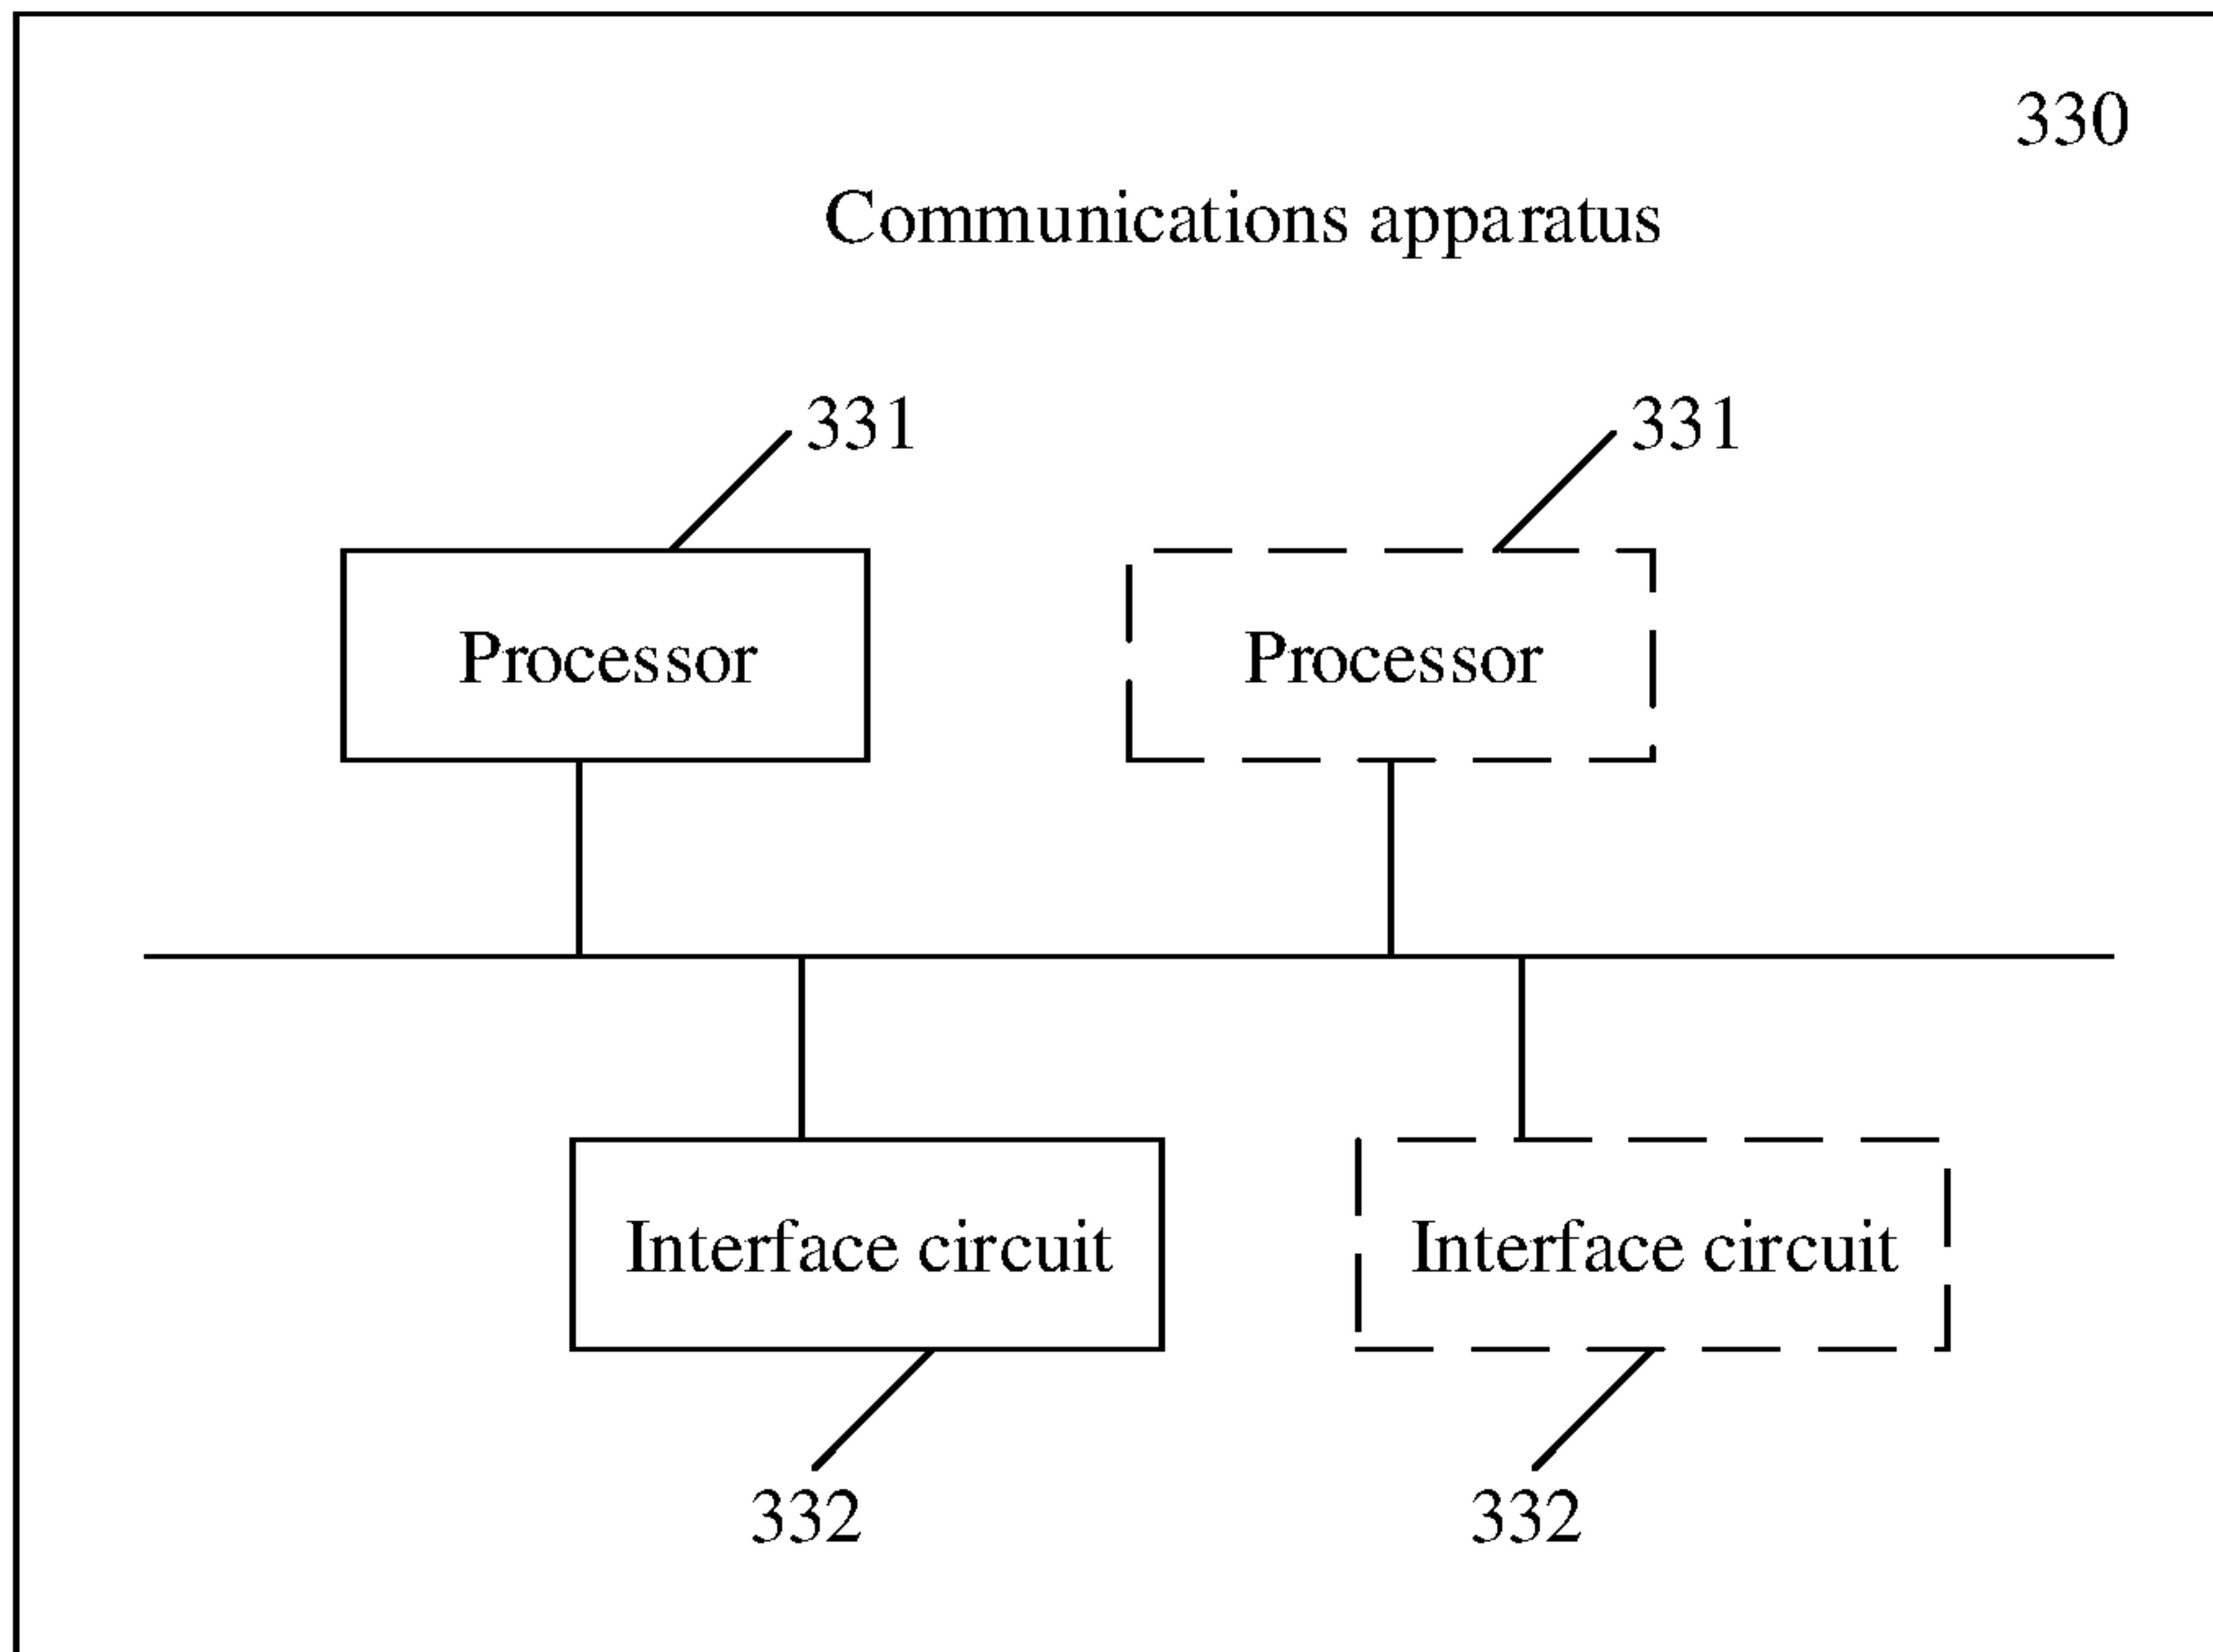 330
Communications apparatus
331
331
Processor
Processor
Interface circuit
Interface circuit
332
332